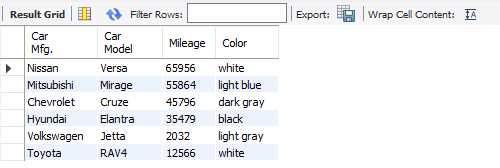 Result Grid Filter Rows: Export: Wrap Cell Content:
Car Mfg. Car Model Mileage Color
Nissan Versa 65956 white
Mitsubishi Mirage 55864 light blue
Chevrolet Cruze 45796 dark gray
Hyundai Elantra 35479 black
Volkswagen Jetta 2032 light gray
Toyota RAV4 12566 white